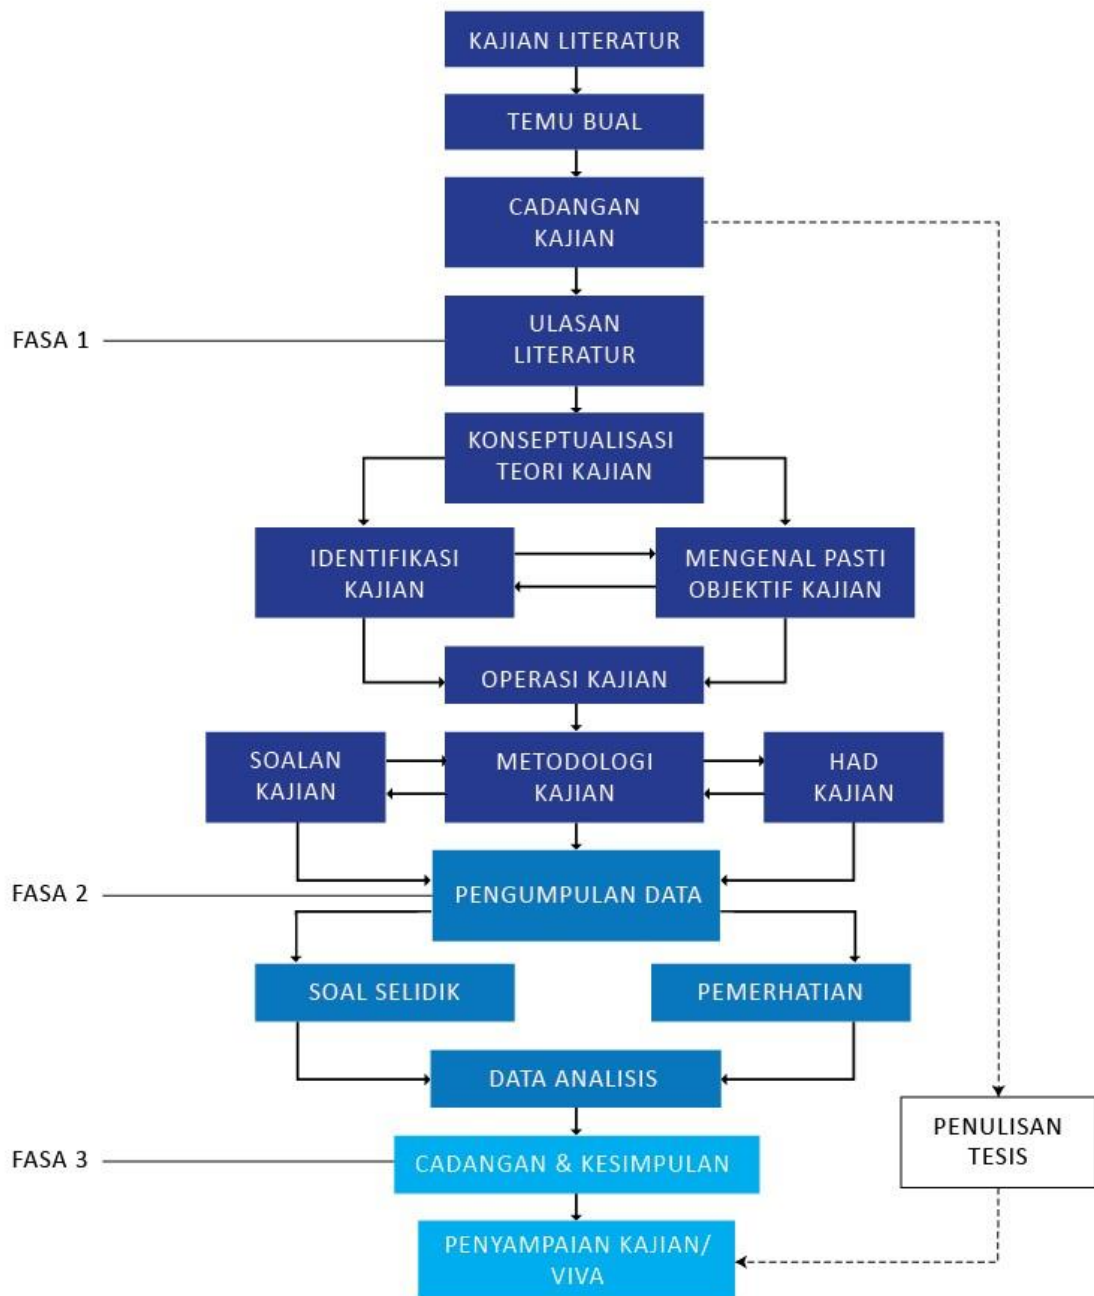 KAJIAN LITERATUR
TEMU BUAL
CADANGAN
KAJIAN
FASA 1
ULASAN
LITERATUR
KONSEPTUALISASI
TEORI KAJIAN
IDENTIFIKASI
KAJIAN
MENGENAL PASTI
OBJEKTIF KAJIAN
OPERASI KAJIAN
SOALAN
KAJIAN
METODOLOGI
KAJIAN
HAD
KAJIAN
FASA 2
PENGUMPULAN DATA
SOAL SELIDIK
PEMERHATIAN
DATA ANALISIS
PENULISAN
TESIS
FASA 3
CADANGAN & KESIMPULAN
PENYAMPAIAN KAJIAN/
VIVA